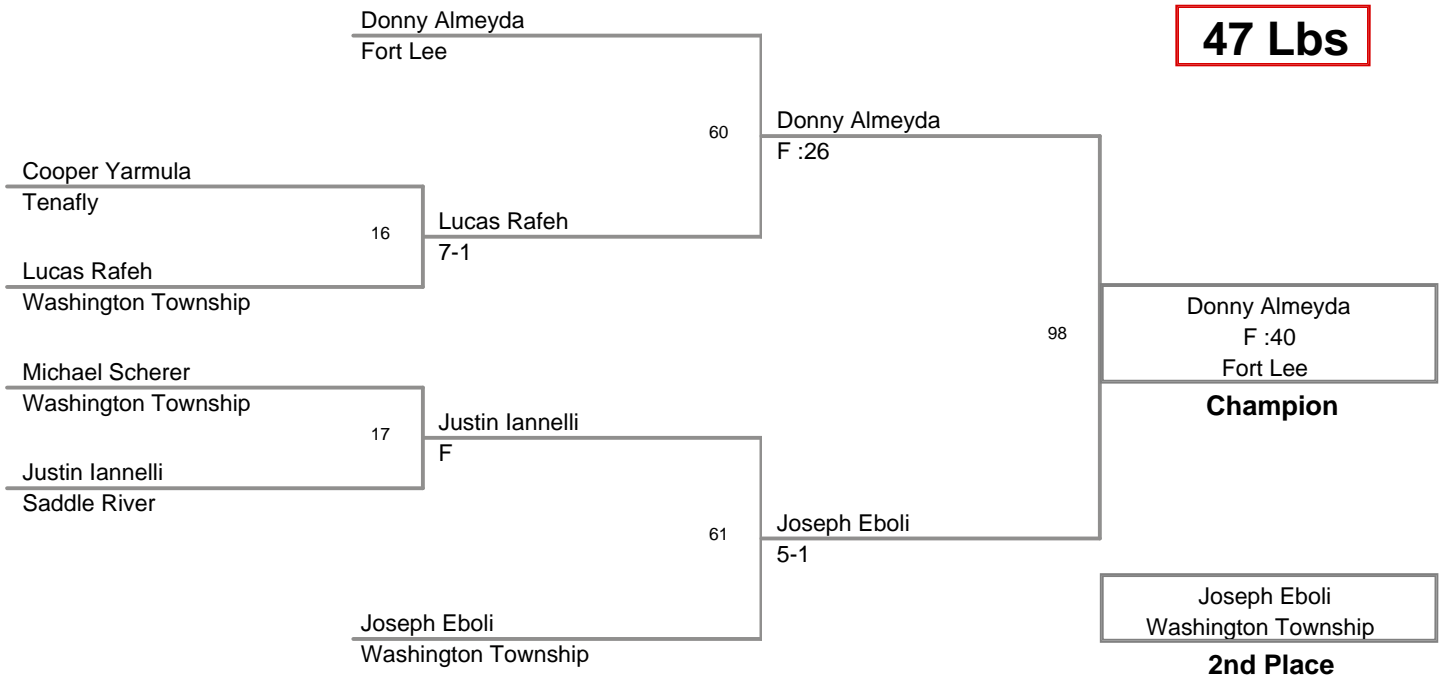 Donny Almeyda
Fort Lee
47 Lbs
60
Donny Almeyda
F :26
Cooper Yarmula
Tenafly
16
Lucas Rafeh
7-1
Lucas Rafeh
Washington Township
98
Donny Almeyda
F :40
Fort Lee
Champion
Michael Scherer
Washington Township
17
Justin Iannelli
F
Justin Iannelli
Saddle River
61
Joseph Eboli
5-1
Joseph Eboli
Washington Township
Joseph Eboli
Washington Township
2nd Place